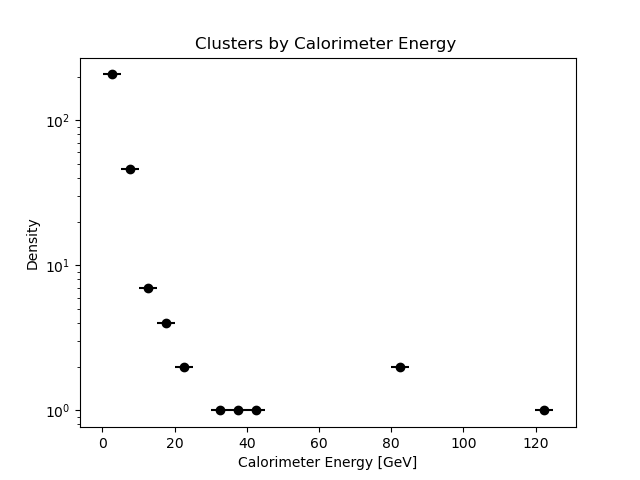 Clusters by Calorimeter Energy
Density
10²
10¹
10⁰
0 20 40 60 80 100 120
Calorimeter Energy [GeV]